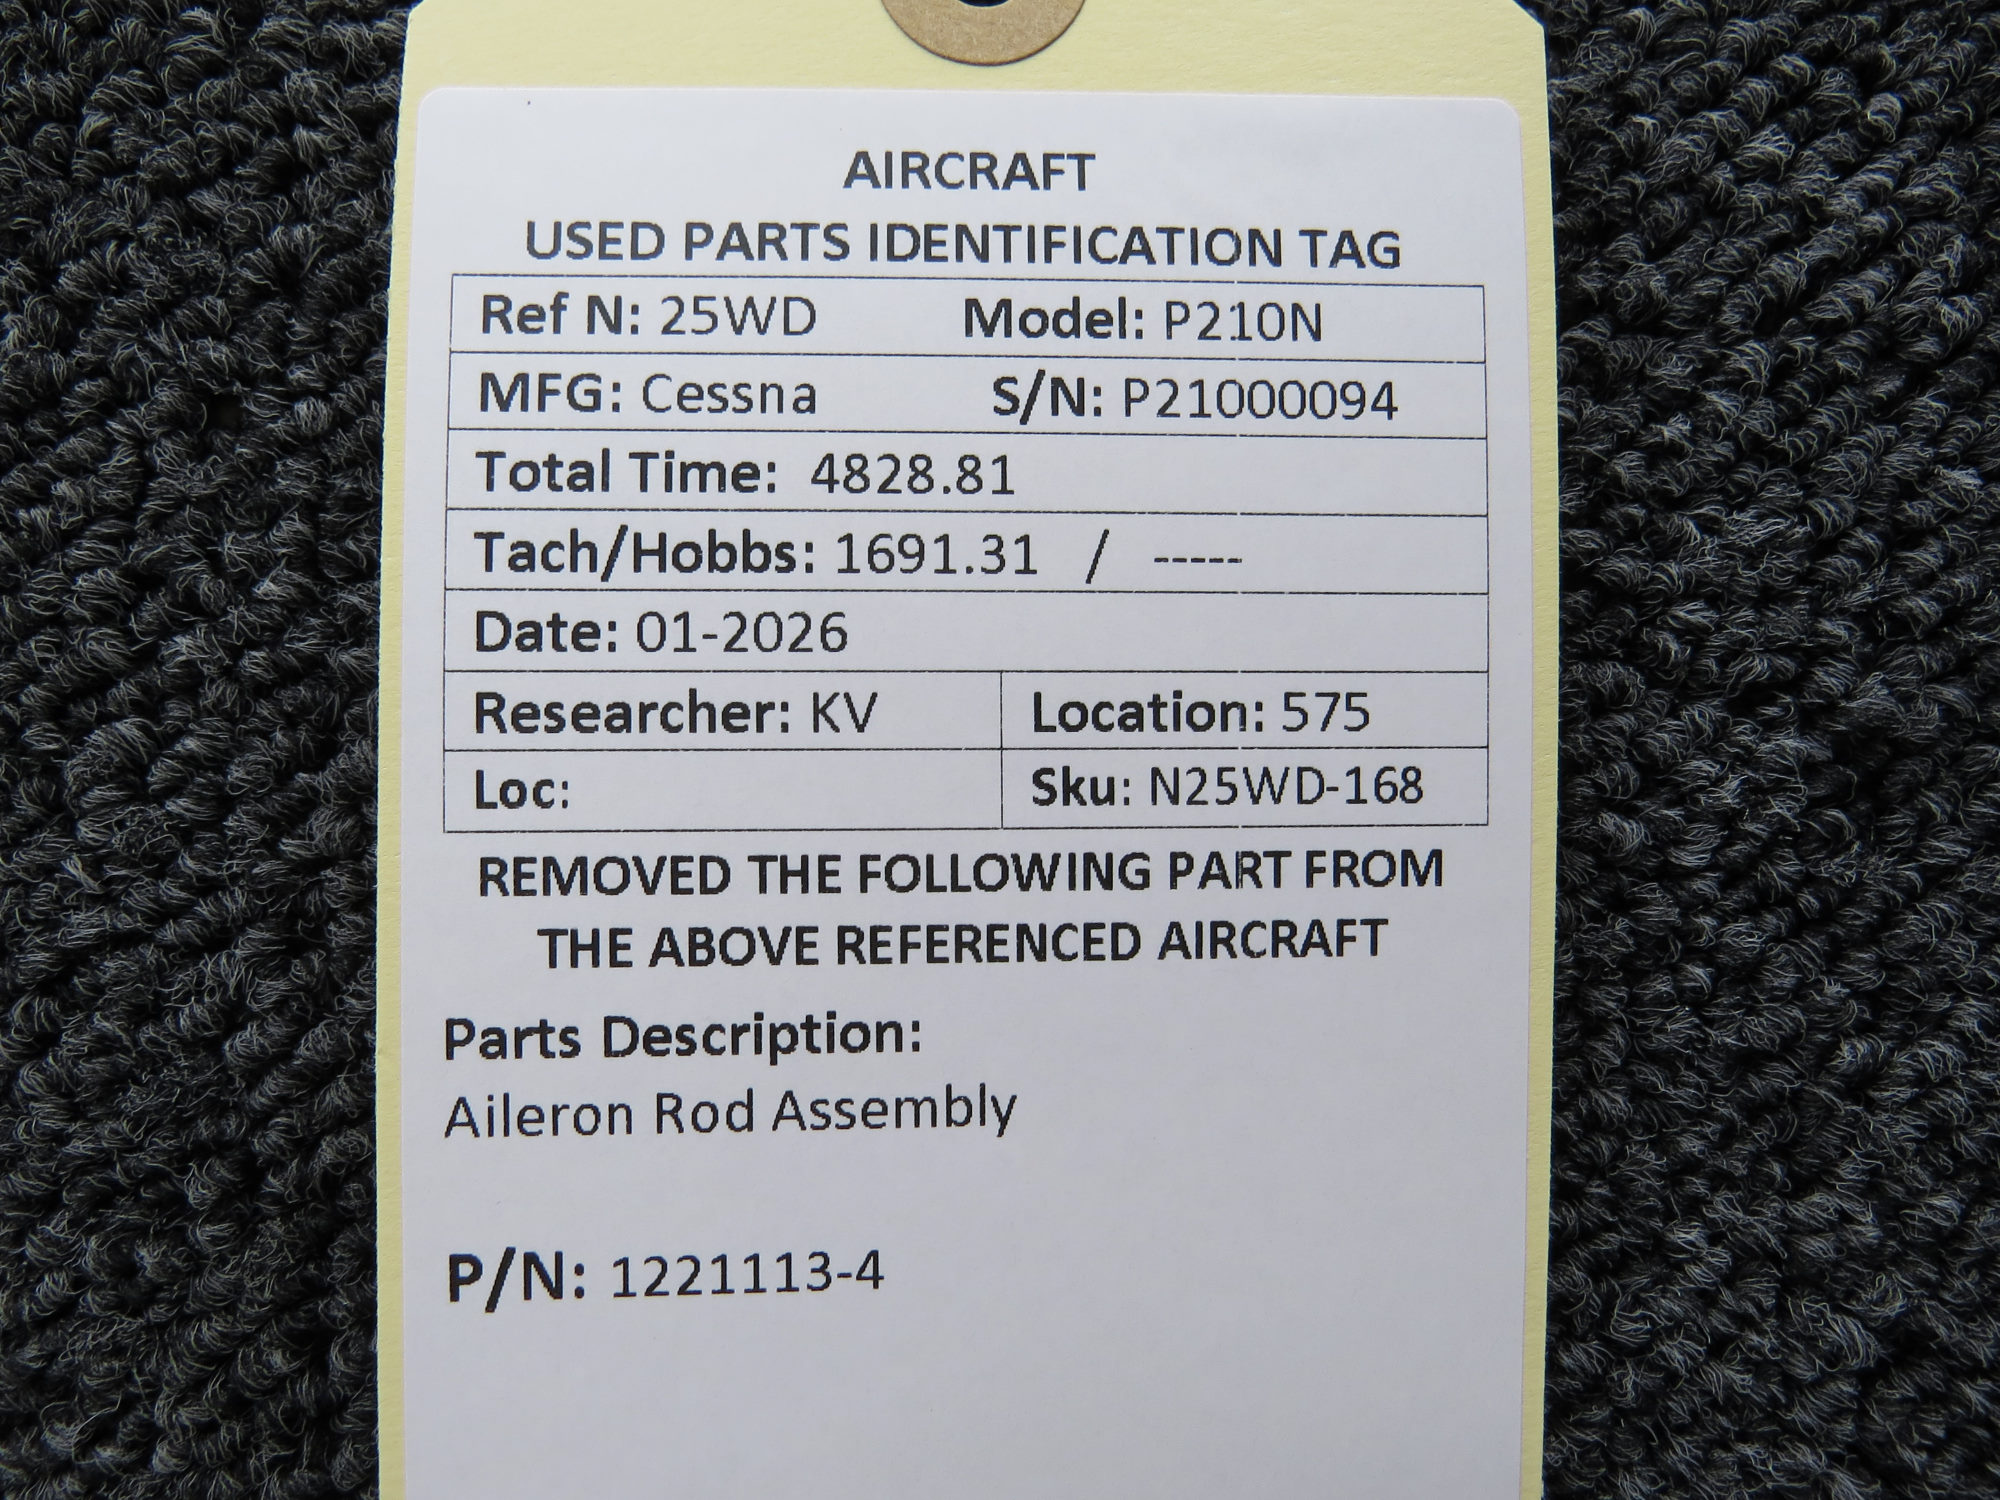 AIRCRAFT
USED PARTS IDENTIFICATION TAG
Ref N: 25WD Model: P210N
MFG: Cessna S/N: P21000094
Total Time: 4828.81
Tach/Hobbs: 1691.31 / -----
Date: 01-2026
Researcher: KV Location: 575
Loc: Sku: N25WD-168
REMOVED THE FOLLOWING PART FROM
THE ABOVE REFERENCED AIRCRAFT
Parts Description:
Aileron Rod Assembly
P/N: 1221113-4